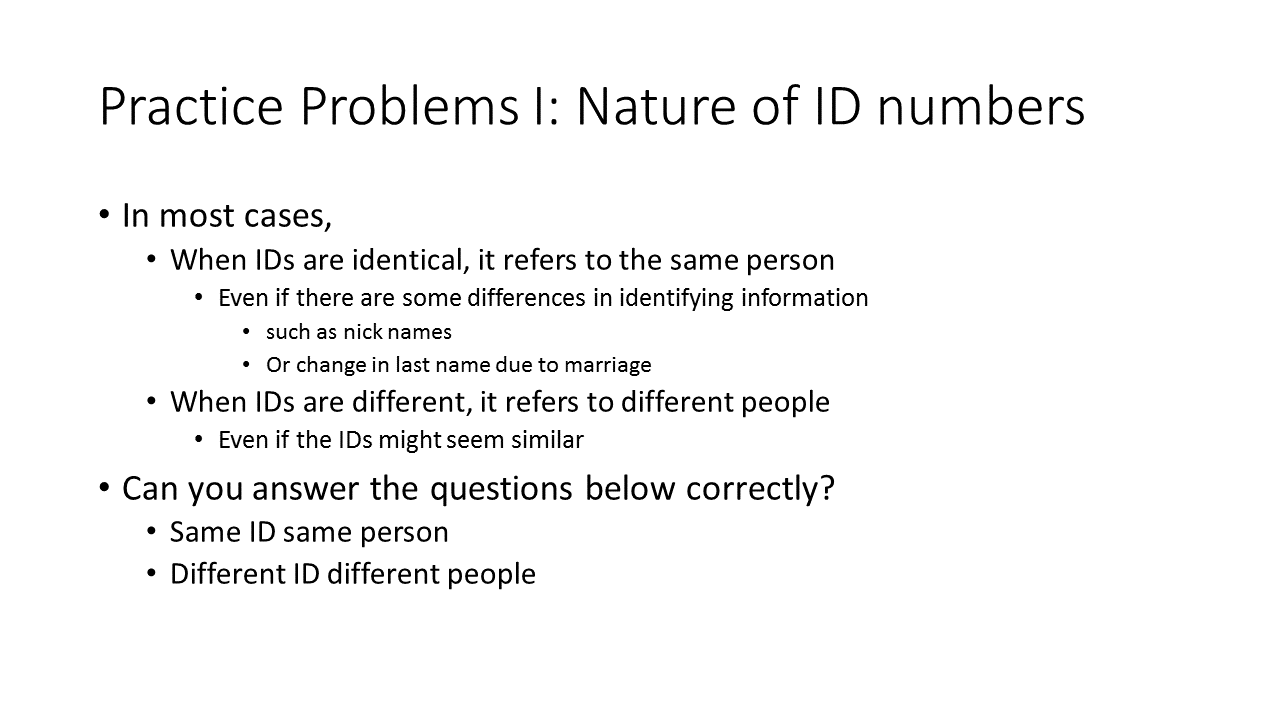 Practice Problems I: Nature of ID numbers
• In most cases,
• When IDs are identical, it refers to the same person
• Even if there are some differences in identifying information
• such as nick names
• Or change in last name due to marriage
• When IDs are different, it refers to different people
• Even if the IDs might seem similar
• Can you answer the questions below correctly?
• Same ID same person
• Different ID different people